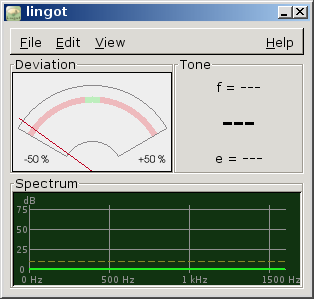 lingot
File Edit View Help
Deviation
-50 % +50 %
Tone
f = ---
---
e = ---
Spectrum
dB
75
50
25
0
0 Hz 500 Hz 1 kHz 1500 Hz